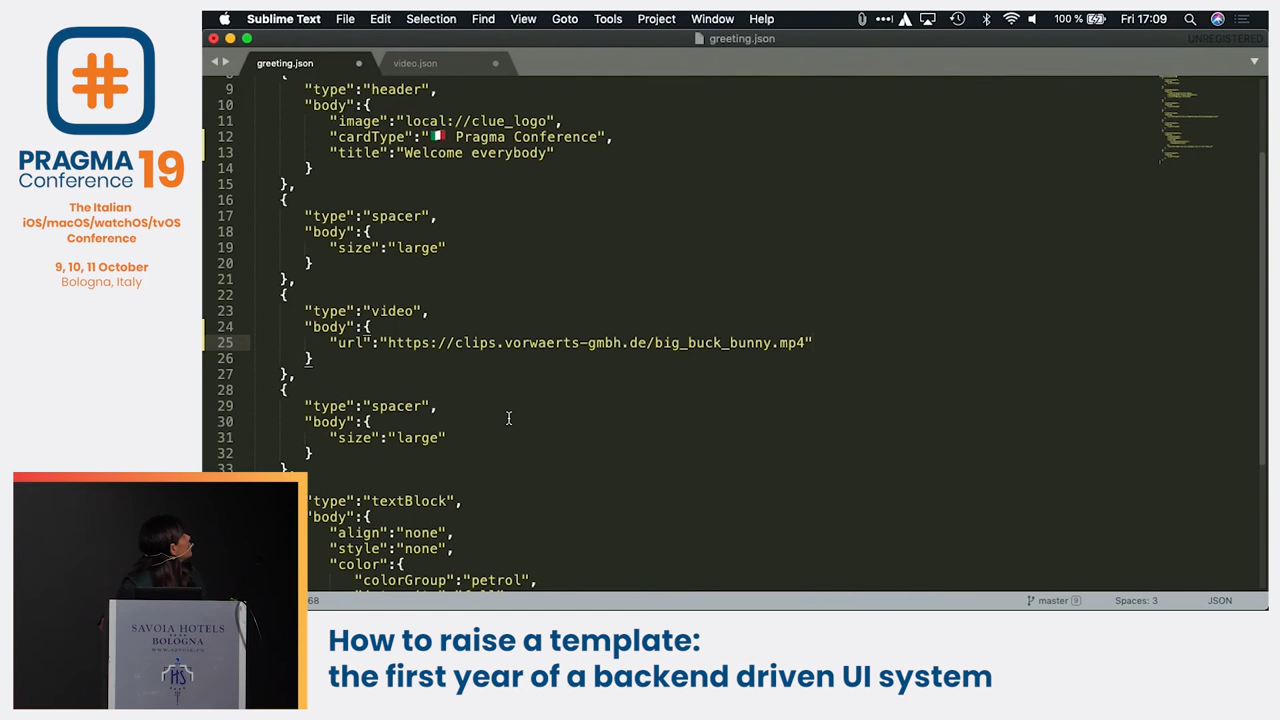 PRAGMA
Conference 19
The Italian
iOS/macOS/watchOS/tvOS
Conference
9, 10, 11 October
Bologna, Italy
Sublime Text File Edit Selection Find View Goto Tools Project Window Help 100 % Fri 17:09
greeting.json
UNREGISTERED
greeting.json video.json
9 "type":"header",
10 "body":{
11 "image":"local://clue_logo",
12 "cardType":"🇮🇹 Pragma Conference",
13 "title":"Welcome everybody"
14 }
15 },
16 {
17 "type":"spacer",
18 "body":{
19 "size":"large"
20 }
21 },
22 {
23 "type":"video",
24 "body":{
25 "url":"https://clips.vorwaerts-gmbh.de/big_buck_bunny.mp4"
26 }
27 },
28 {
29 "type":"spacer",
30 "body":{
31 "size":"large"
32 }
33 },
"type":"textBlock",
"body":{
"align":"none",
"style":"none",
"color":{
"colorGroup":"petrol",
68 master 9 Spaces: 3 JSON
SAVOIA HOTELS
BOLOGNA
HS
How to raise a template:
the first year of a backend driven UI system